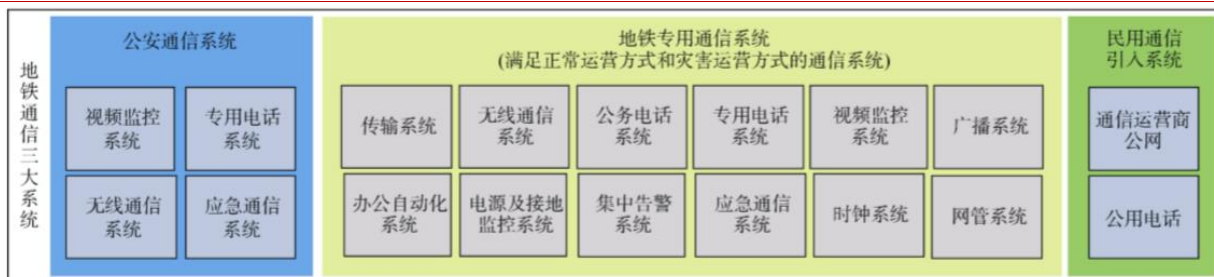 地铁通信三大系统
公安通信系统
视频监控
系统
专用电话
系统
无线通信
系统
应急通信
系统
地铁专用通信系统
(满足正常运营方式和灾害运营方式的通信系统)
传输系统
无线通信
系统
公务电话
系统
专用电话
系统
视频监控
系统
广播系统
办公自动化
系统
电源及接地
监控系统
集中告警
系统
应急通信
系统
时钟系统
网管系统
民用通信
引入系统
通信运营商
公网
公用电话